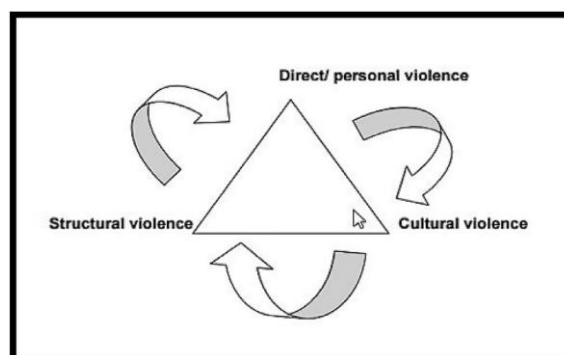 Direct/ personal violence
Structural violence
Cultural violence